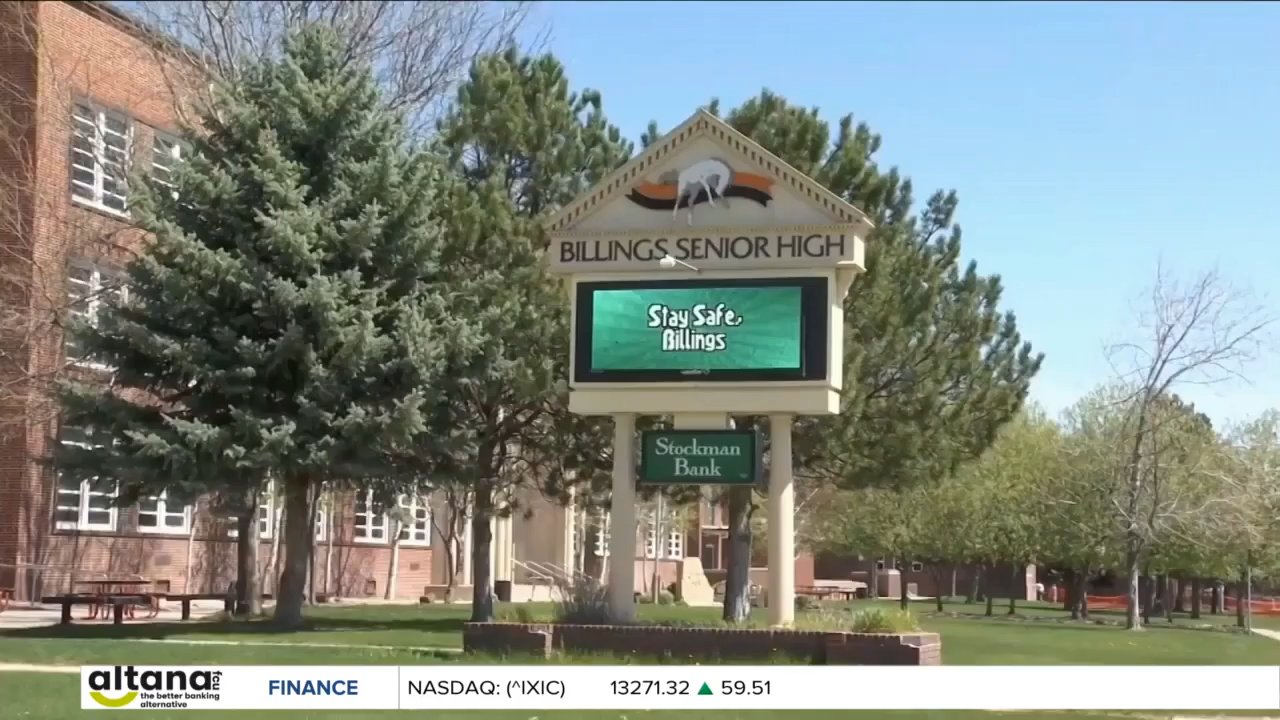 BILLINGS SENIOR HIGH
Stay Safe,
Billings
Stockman
Bank
altana fcu
the better banking
alternative
FINANCE
NASDAQ: (^IXIC) 13271.32 ▲ 59.51